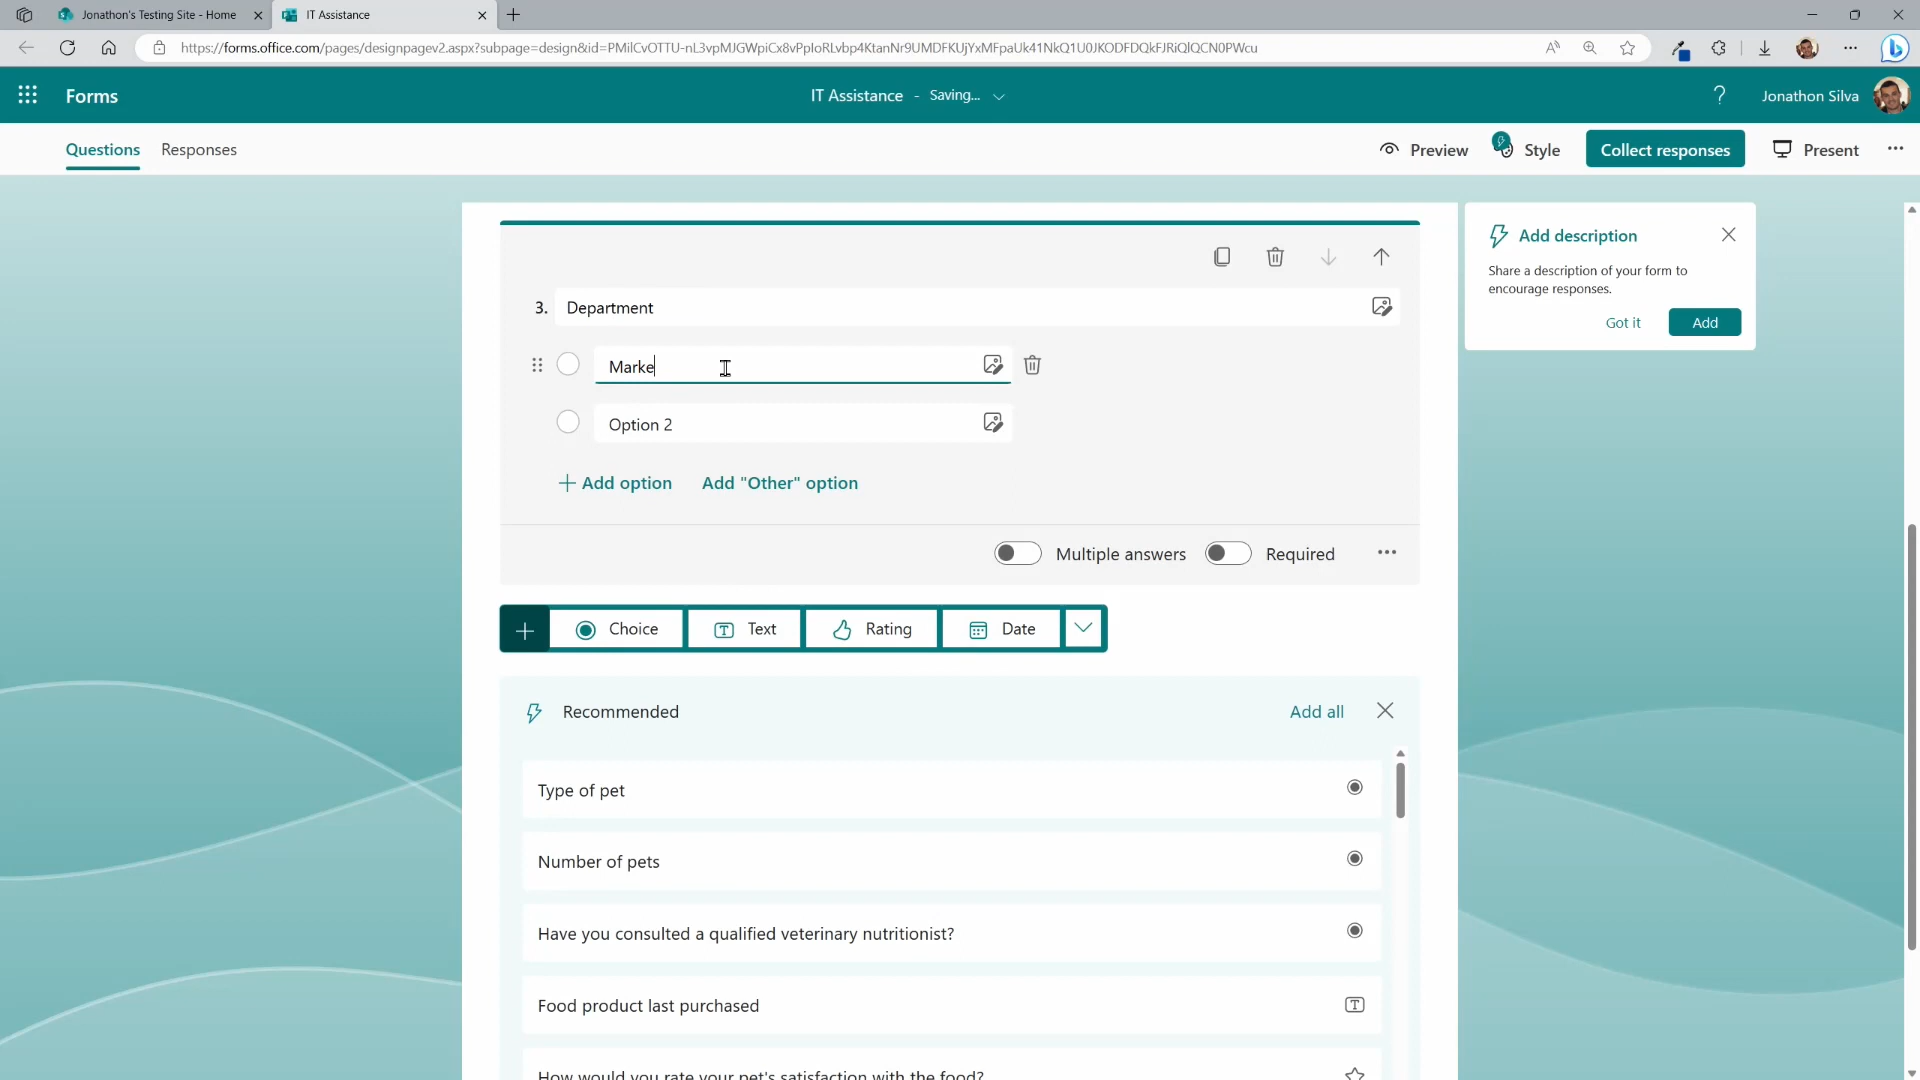 Jonathon's Testing Site - Home
IT Assistance
https://forms.office.com/pages/designpagev2.aspx?subpage=design&id=PMilCvOTTU-nL3vpMJGWpiCx8vPpIoRLvbp4KtanNr9UMDFKUjYxMFpaUk41NkQ1U0JKODFDQkFJRiQlQCN0PWcu
Forms
IT Assistance - Saving...
?
Jonathon Silva
Questions
Responses
Preview
Style
Collect responses
Present
Add description
Share a description of your form to
encourage responses.
Got it
Add
3. Department
Marke
Option 2
Add option
Add "Other" option
Multiple answers
Required
Choice
Text
Rating
Date
Recommended
Add all
Type of pet
Number of pets
Have you consulted a qualified veterinary nutritionist?
Food product last purchased
How would you rate your pet's satisfaction with the food?